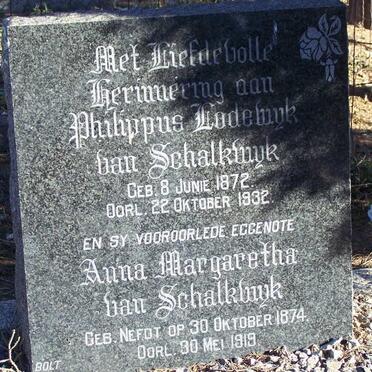 Met Liefdevolle
Herinnering aan
Philippus Lodewyk
van Schalkwyk
GEB. 8 JUNIE 1872.
OORL. 22 OKTOBER 1932.
EN SY VOOROORLEDE EGGENOTE
Anna Margaretha
van Schalkwyk
GEB. NEFDT OP 30 OKTOBER 1874.
OORL. 30 MEI 1919.
BOLT